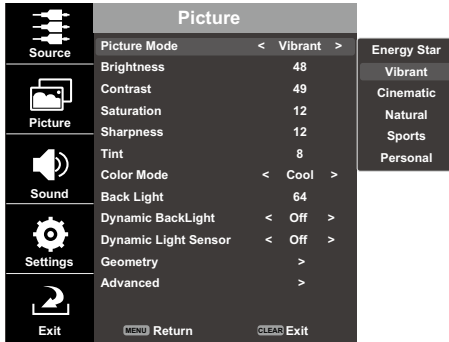 Picture
Source
Picture
Sound
Settings
Exit
Picture Mode < Vibrant >
Brightness 48
Contrast 49
Saturation 12
Sharpness 12
Tint 8
Color Mode < Cool >
Back Light 64
Dynamic BackLight < Off >
Dynamic Light Sensor < Off >
Geometry >
Advanced >
MENU Return CLEAR Exit
Energy Star
Vibrant
Cinematic
Natural
Sports
Personal